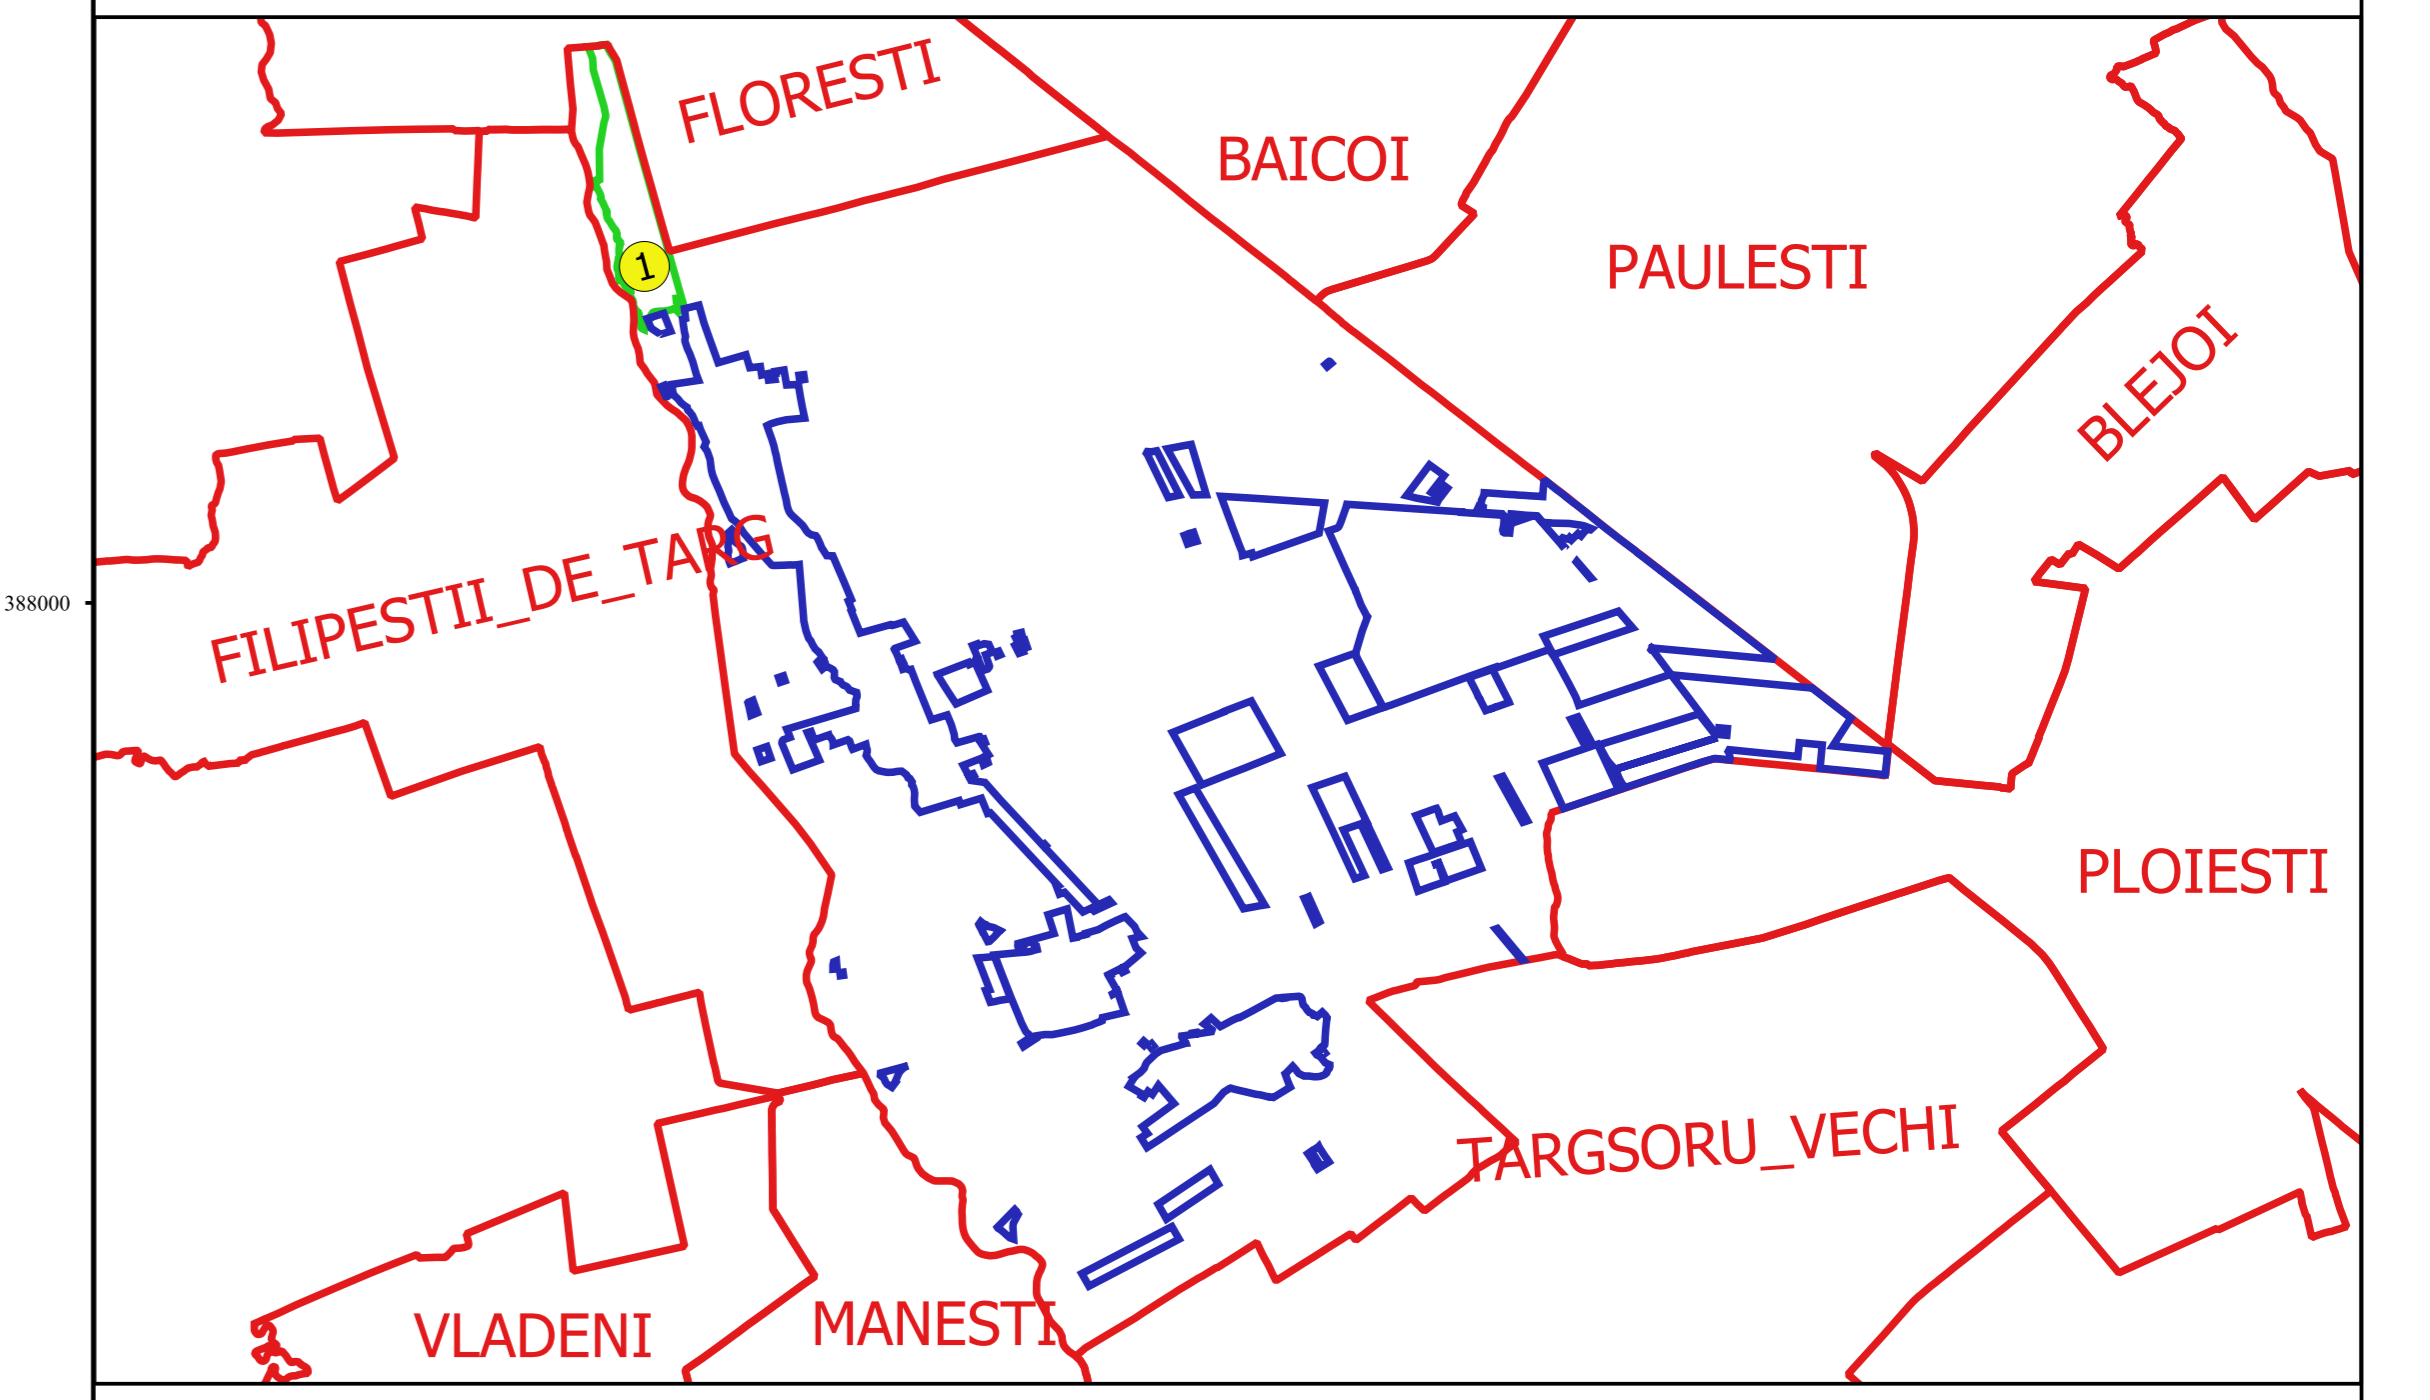 FLORESTI
BAICOI
PAULESTI
1
BLEJOI
388000
FILIPESTII_DE_TARG
PLOIESTI
TARGSORU_VECHI
VLADENI
MANESTI